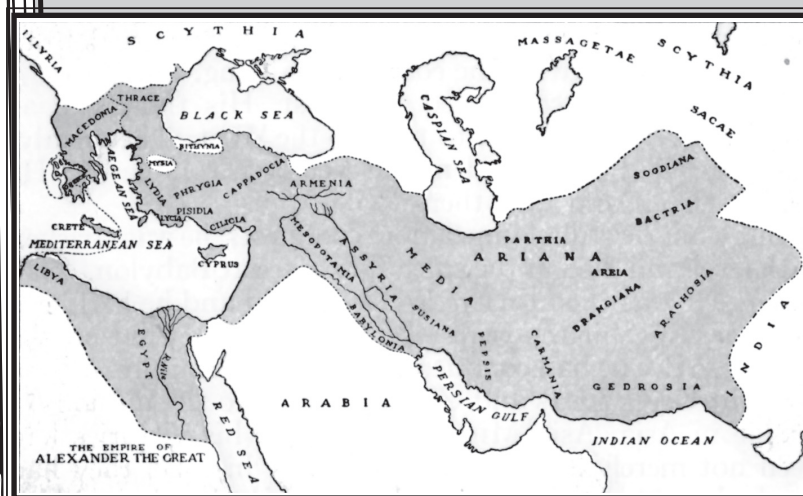 ILLYRIA
SCYTHIA
MASSAGETAE
SCYTHIA
SACAE
THRACE
MACEDONIA
BLACK SEA
CASPIAN SEA
BITHYNIA
MYSIA
AEGEAN SEA
LYDIA
PHRYGIA
CAPPADOCIA
ARMENIA
SOGDIANA
BACTRIA
PISIDIA
LYCIA
CILICIA
CRETE
MEDITERRANEAN SEA
CYPRUS
MESOPOTAMIA
ASSYRIA
MEDIA
PARTHIA
ARIANA
AREIA
DRANGIANA
ARACHOSIA
LIBYA
BABYLONIA
SUSIANA
EGYPT
R. NILE
PEPSIS
CARMANIA
GEDROSIA
INDIA
PERSIAN GULF
RED SEA
ARABIA
INDIAN OCEAN
THE EMPIRE OF
ALEXANDER THE GREAT